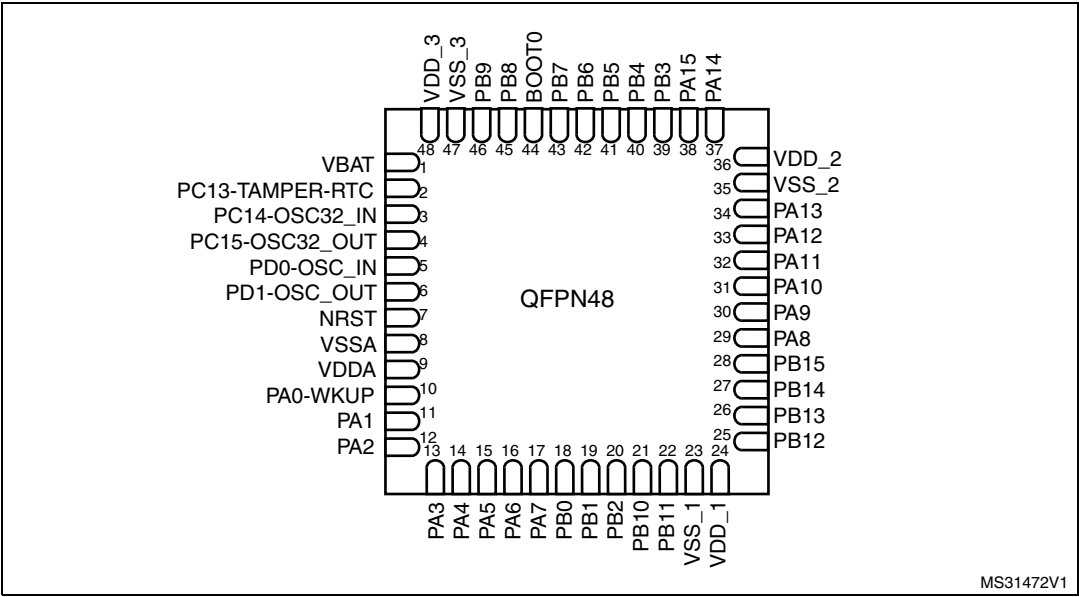 VDD_3
VSS_3
PB9
PB8
BOOT0
PB7
PB6
PB5
PB4
PB3
PA15
PA14
48 47 46 45 44 43 42 41 40 39 38 37
VBAT 1
PC13-TAMPER-RTC 2
PC14-OSC32_IN 3
PC15-OSC32_OUT 4
PD0-OSC_IN 5
PD1-OSC_OUT 6
NRST 7
VSSA 8
VDDA 9
PA0-WKUP 10
PA1 11
PA2 12
QFPN48
36 VDD_2
35 VSS_2
34 PA13
33 PA12
32 PA11
31 PA10
30 PA9
29 PA8
28 PB15
27 PB14
26 PB13
25 PB12
13 14 15 16 17 18 19 20 21 22 23 24
PA3
PA4
PA5
PA6
PA7
PB0
PB1
PB2
PB10
PB11
VSS_1
VDD_1
MS31472V1